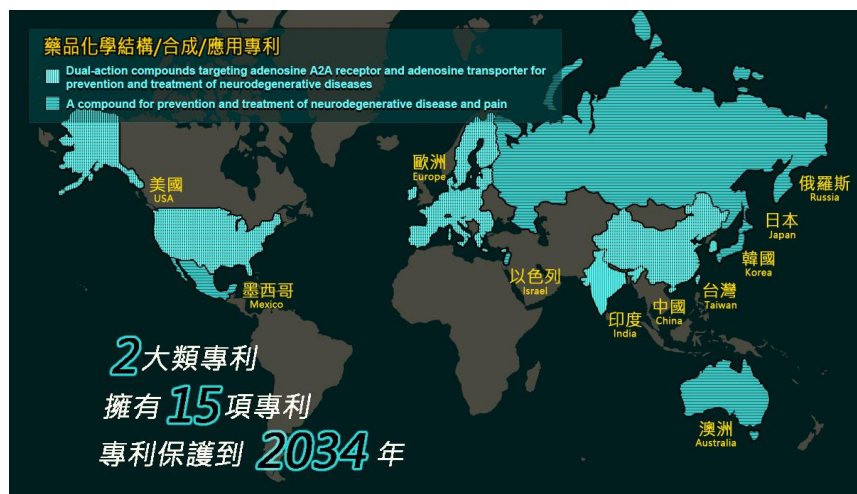 藥品化學結構/合成/應用專利
Dual-action compounds targeting adenosine A2A receptor and adenosine transporter for
prevention and treatment of neurodegenerative diseases
A compound for prevention and treatment of neurodegenerative disease and pain
歐洲
Europe
美國
USA
俄羅斯
Russia
日本
Japan
韓國
Korea
以色列
Israel
墨西哥
Mexico
台灣
Taiwan
中國
China
印度
India
2大類專利
擁有15項專利
專利保護到 2034 年
澳洲
Australia